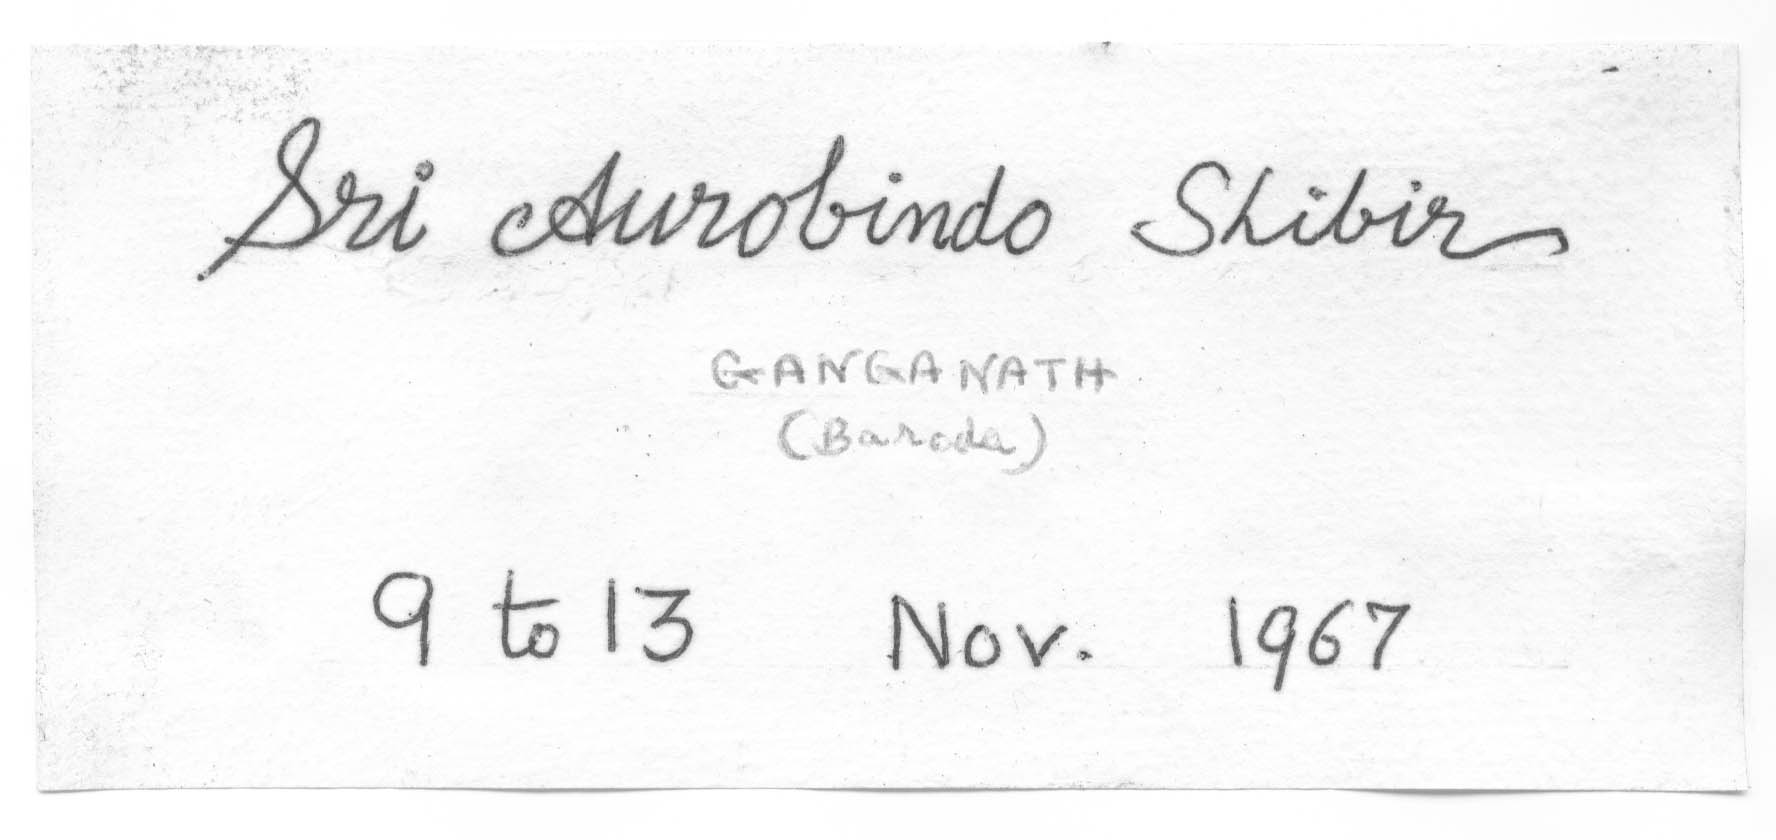 Sri Aurobindo Shibir
GANGANATH
(Baroda)
9 to 13 Nov. 1967